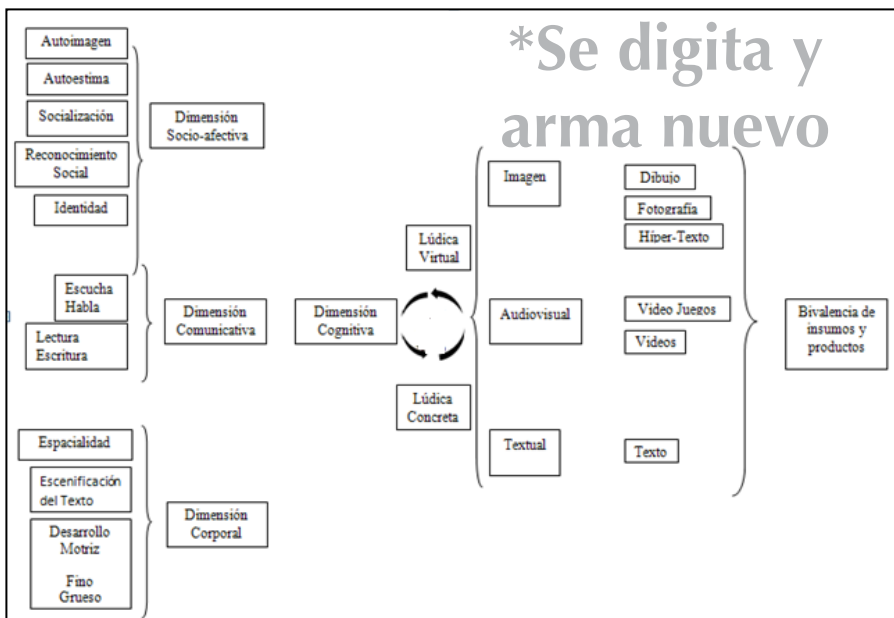 *Se digita y
arma nuevo
Autoimagen
Autoestima
Socialización
Reconocimiento
Social
Identidad
Dimensión
Socio-afectiva
Escucha
Habla
Lectura
Escritura
Dimensión
Comunicativa
Espacialidad
Escenificación
del Texto
Desarrollo
Motriz
Fino
Grueso
Dimensión
Corporal
Dimensión
Cognitiva
Lúdica
Virtual
Lúdica
Concreta
Imagen
Dibujo
Fotografía
Híper-Texto
Audiovisual
Video Juegos
Videos
Textual
Texto
Bivalencia de
insumos y
productos